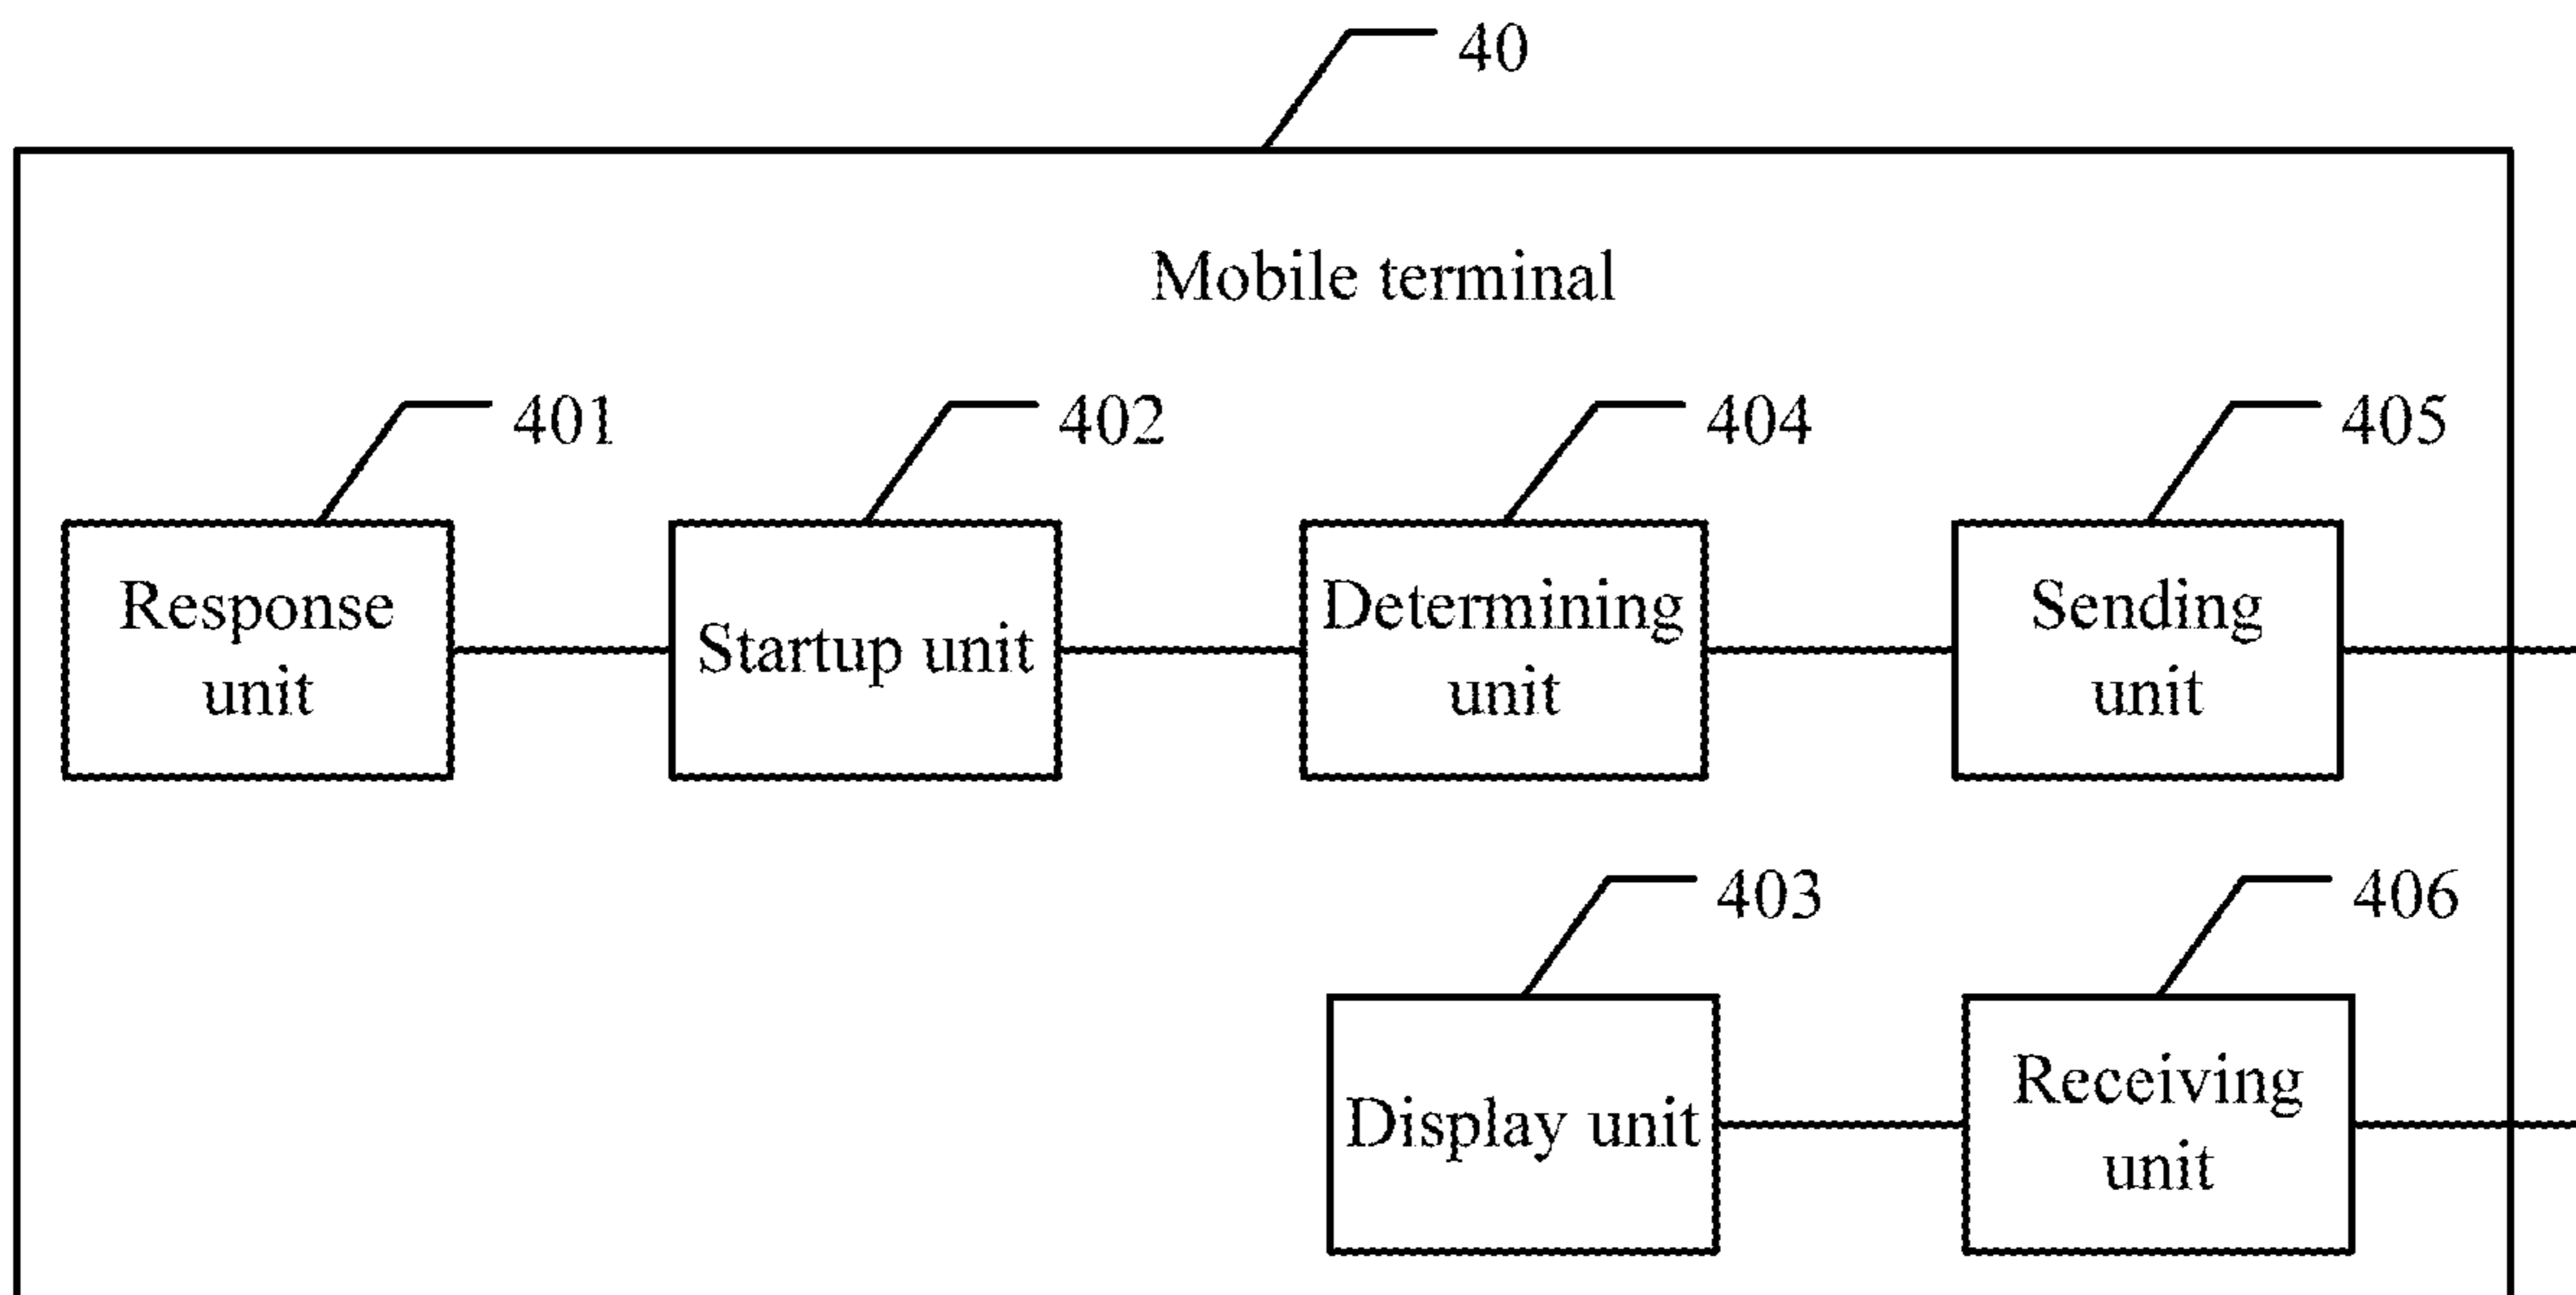 40
Mobile terminal
401
402
404
405
Response
unit
Startup unit
Determining
unit
Sending
unit
403
406
Display unit
Receiving
unit